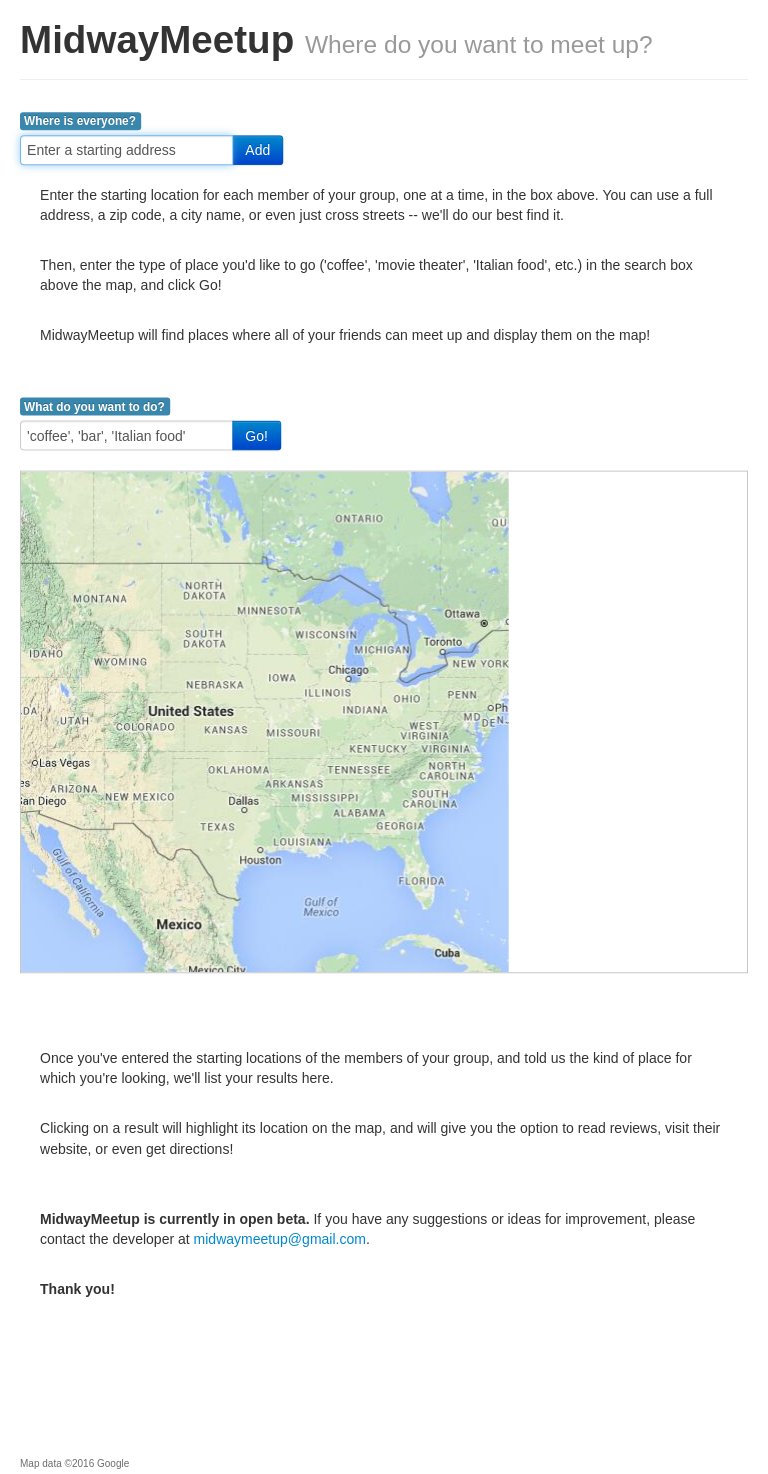 MidwayMeetup Where do you want to meet up?
Where is everyone?
Enter a starting address Add
Enter the starting location for each member of your group, one at a time, in the box above. You can use a full
address, a zip code, a city name, or even just cross streets -- we'll do our best find it.
Then, enter the type of place you'd like to go ('coffee', 'movie theater', 'Italian food', etc.) in the search box
above the map, and click Go!
MidwayMeetup will find places where all of your friends can meet up and display them on the map!
What do you want to do?
'coffee', 'bar', 'Italian food' Go!
ONTARIO
QU
NORTH
DAKOTA
MONTANA
MINNESOTA
Ottawa
SOUTH
DAKOTA
WISCONSIN
MICHIGAN
Toronto
IDAHO
WYOMING
Chicago
NEW YORK
NEBRASKA
IOWA
ILLINOIS
OHIO
PENN
United States
INDIANA
Ph
DA
UTAH
COLORADO
KANSAS
MISSOURI
WEST
VIRGINIA
MD
DE
N
KENTUCKY
VIRGINIA
Las Vegas
OKLAHOMA
TENNESSEE
NORTH
CAROLINA
es
ARIZONA
NEW MEXICO
ARKANSAS
MISSISSIPPI
SOUTH
CAROLINA
San Diego
Dallas
ALABAMA
TEXAS
GEORGIA
LOUISIANA
Houston
Gulf of California
FLORIDA
Gulf of
Mexico
Mexico
Cuba
Mexico City
Once you've entered the starting locations of the members of your group, and told us the kind of place for
which you're looking, we'll list your results here.
Clicking on a result will highlight its location on the map, and will give you the option to read reviews, visit their
website, or even get directions!
MidwayMeetup is currently in open beta. If you have any suggestions or ideas for improvement, please
contact the developer at midwaymeetup@gmail.com.
Thank you!
Map data ©2016 Google